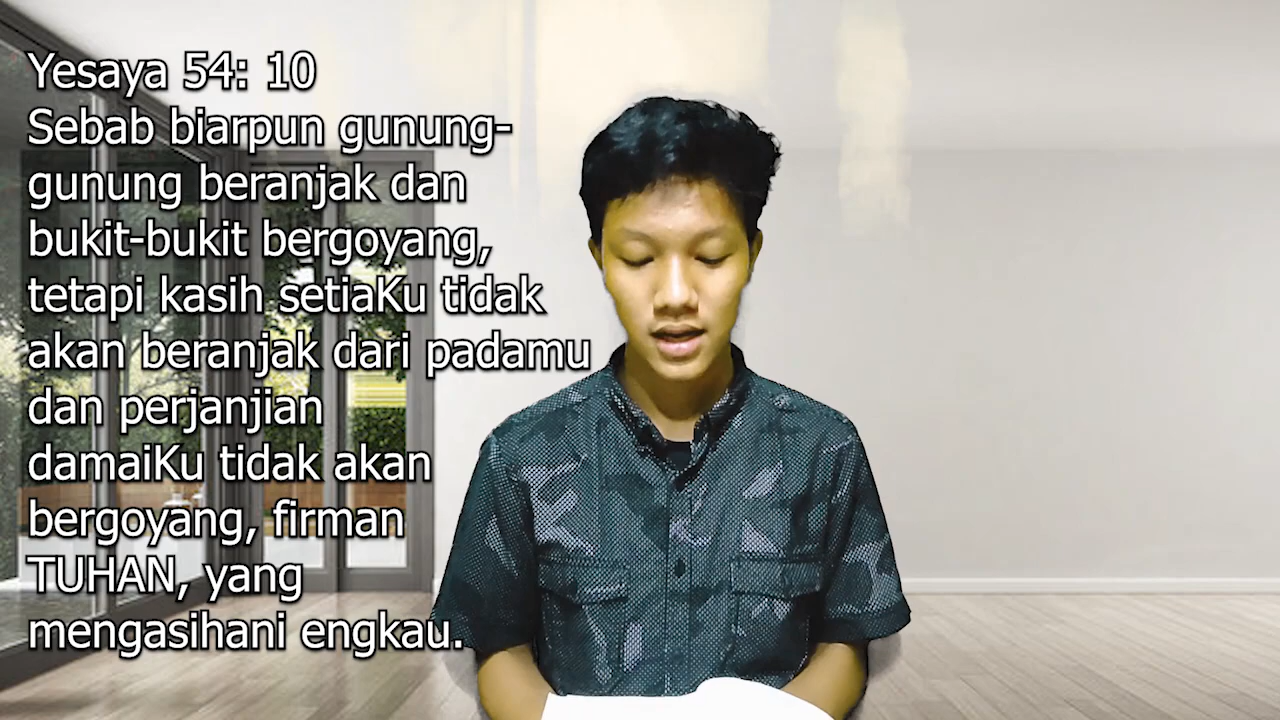 Yesaya 54: 10
Sebab biarpun gunung-
gunung beranjak dan
bukit-bukit bergoyang,
tetapi kasih setiaKu tidak
akan beranjak dari padamu
dan perjanjian
damaiKu tidak akan
bergoyang, firman
TUHAN, yang
mengasihani engkau.